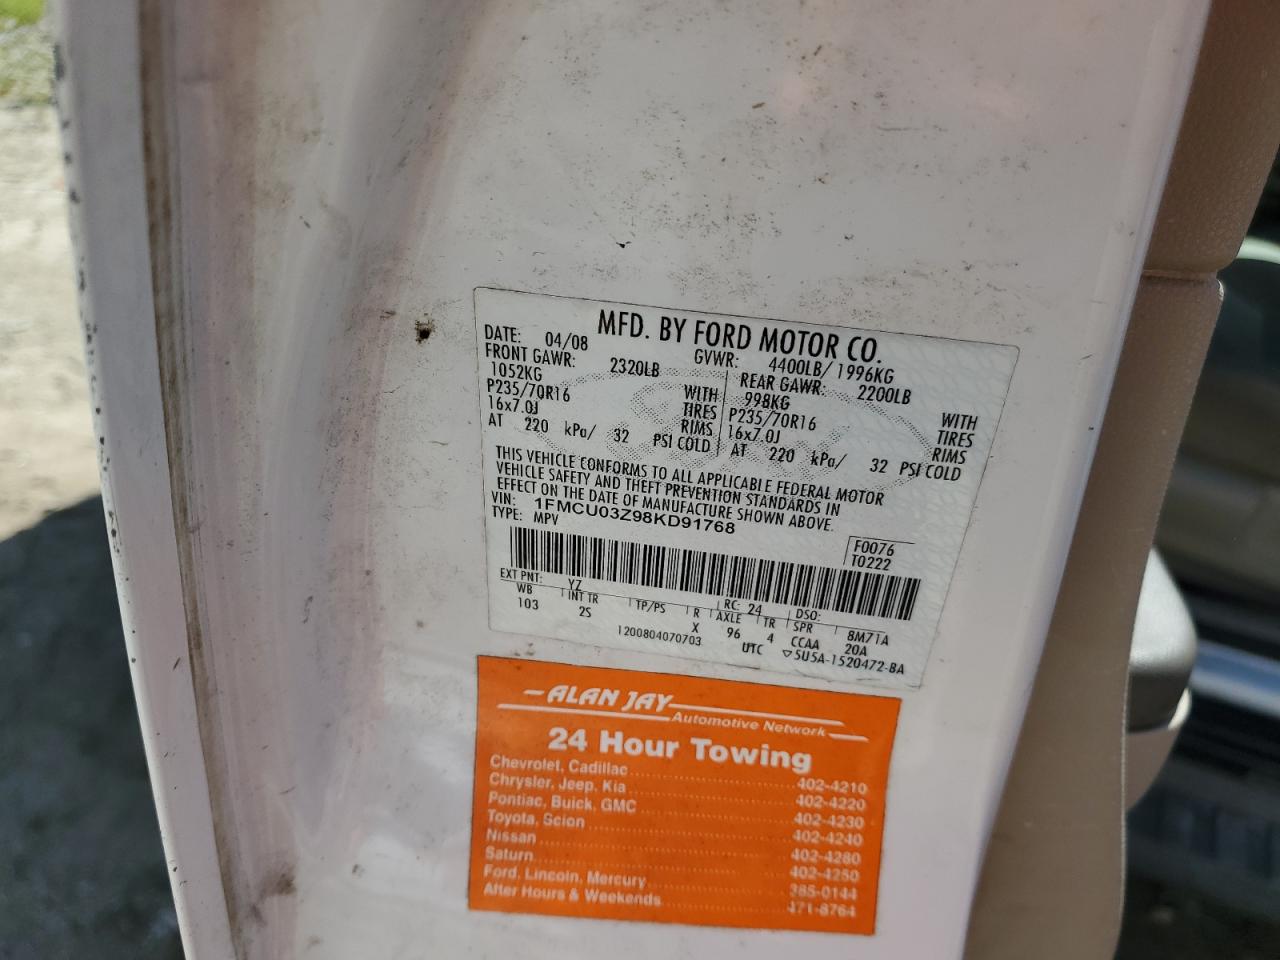 MFD. BY FORD MOTOR CO.
DATE: 04/08 GVWR: 4400LB/ 1996KG
FRONT GAWR: 2320LB REAR GAWR: 2200LB
1052KG WITH 998KG WITH
P235/70R16 TIRES P235/70R16 TIRES
16x7.0J RIMS 16x7.0J RIMS
AT 220 kPa/ 32 PSI COLD AT 220 kPa/ 32 PSI COLD
THIS VEHICLE CONFORMS TO ALL APPLICABLE FEDERAL MOTOR
VEHICLE SAFETY AND THEFT PREVENTION STANDARDS IN
EFFECT ON THE DATE OF MANUFACTURE SHOWN ABOVE.
VIN: 1FMCU03Z98KD91768
TYPE: MPV
F0076
T0222
EXT PNT: YZ RC: 24 DSO:
WB INT TR TP/PS R AXLE TR SPR 8M71A
103 2S X 96 4 CCAA 20A
1200804070703 UTC ▽5U5A-1520472-BA
ALAN JAY
Automotive Network
24 Hour Towing
Chevrolet, Cadillac 402-4210
Chrysler, Jeep, Kia 402-4220
Pontiac, Buick, GMC 402-4230
Toyota, Scion 402-4240
Nissan 402-4280
Saturn 402-4250
Ford, Lincoln, Mercury 385-0144
After Hours & Weekends 471-8764